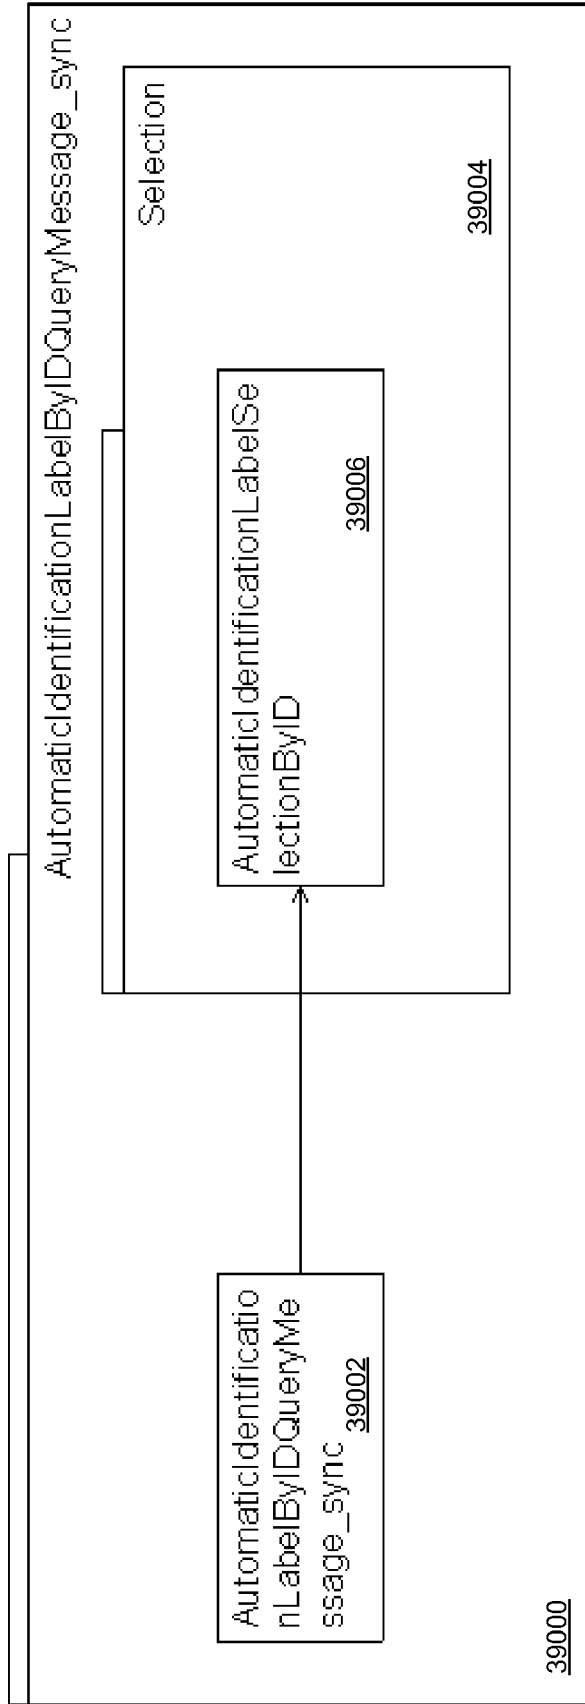 AutomaticIdentificationLabelByIDQueryMessage_sync
Selection
AutomaticIdentificatio
nLabelByIDQueryMe
ssage_sync
39002
AutomaticIdentificationLabelSe
lectionByID
39006
39004
39000